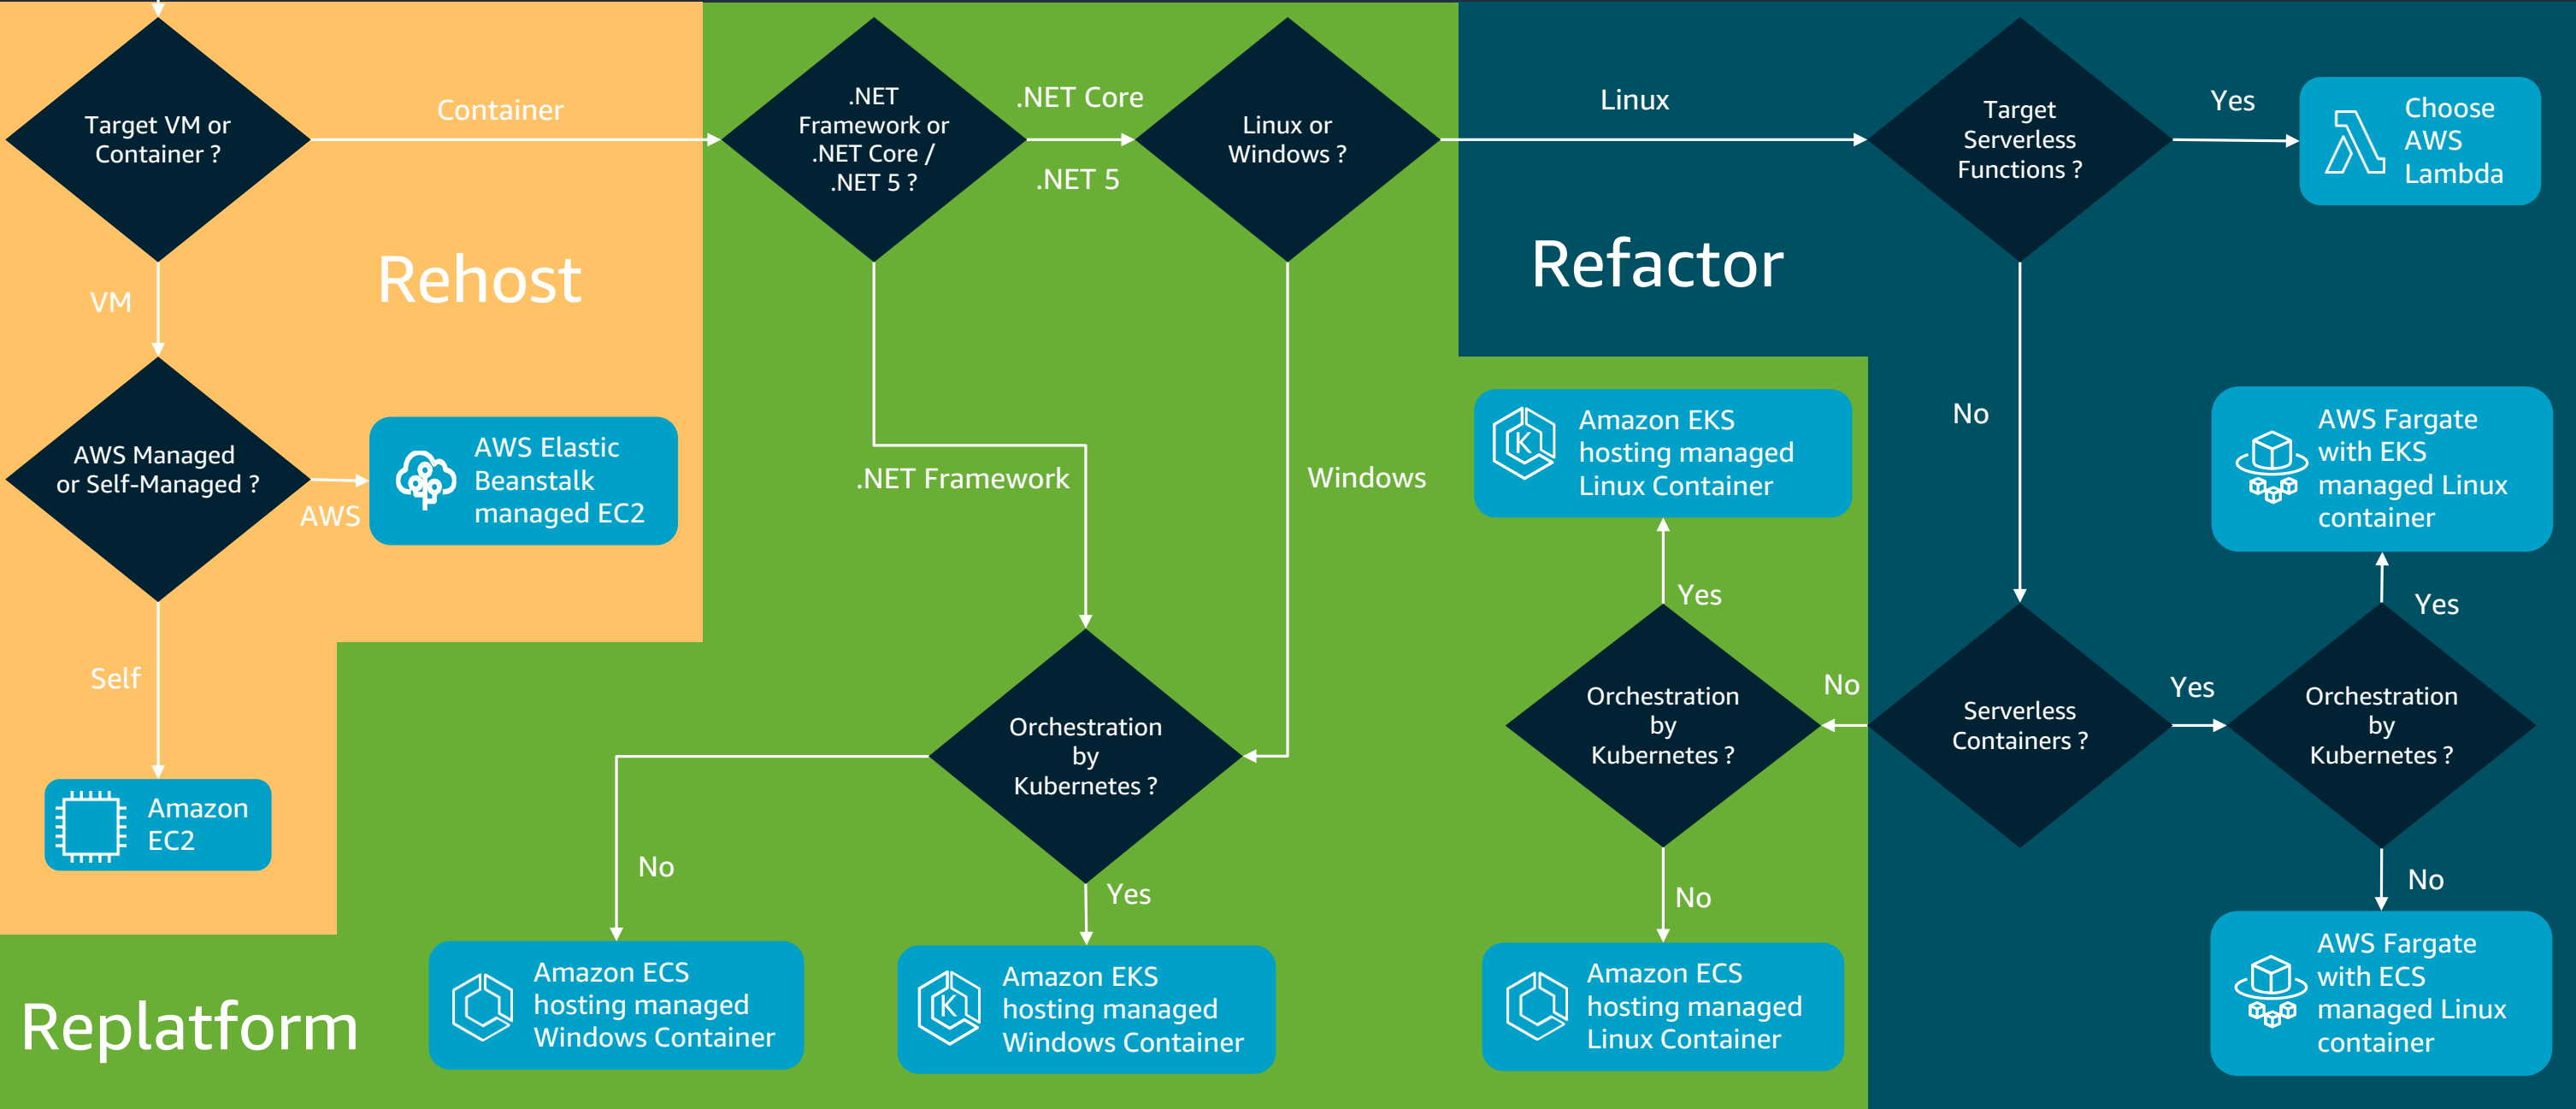 Target VM or
Container ?
Container
.NET
Framework or
.NET Core /
.NET 5 ?
.NET Core
.NET 5
Linux or
Windows ?
Linux
Target
Serverless
Functions ?
Yes
Choose
AWS
Lambda
Rehost
Refactor
VM
AWS Managed
or Self-Managed ?
AWS
AWS Elastic
Beanstalk
managed EC2
.NET Framework
Windows
Amazon EKS
hosting managed
Linux Container
K
No
AWS Fargate
with EKS
managed Linux
container
Yes
Yes
Self
Orchestration
by
Kubernetes ?
Orchestration
by
Kubernetes ?
No
Serverless
Containers ?
Yes
Orchestration
by
Kubernetes ?
Amazon
EC2
No
Yes
No
No
Replatform
Amazon ECS
hosting managed
Windows Container
K
Amazon EKS
hosting managed
Windows Container
Amazon ECS
hosting managed
Linux Container
AWS Fargate
with ECS
managed Linux
container